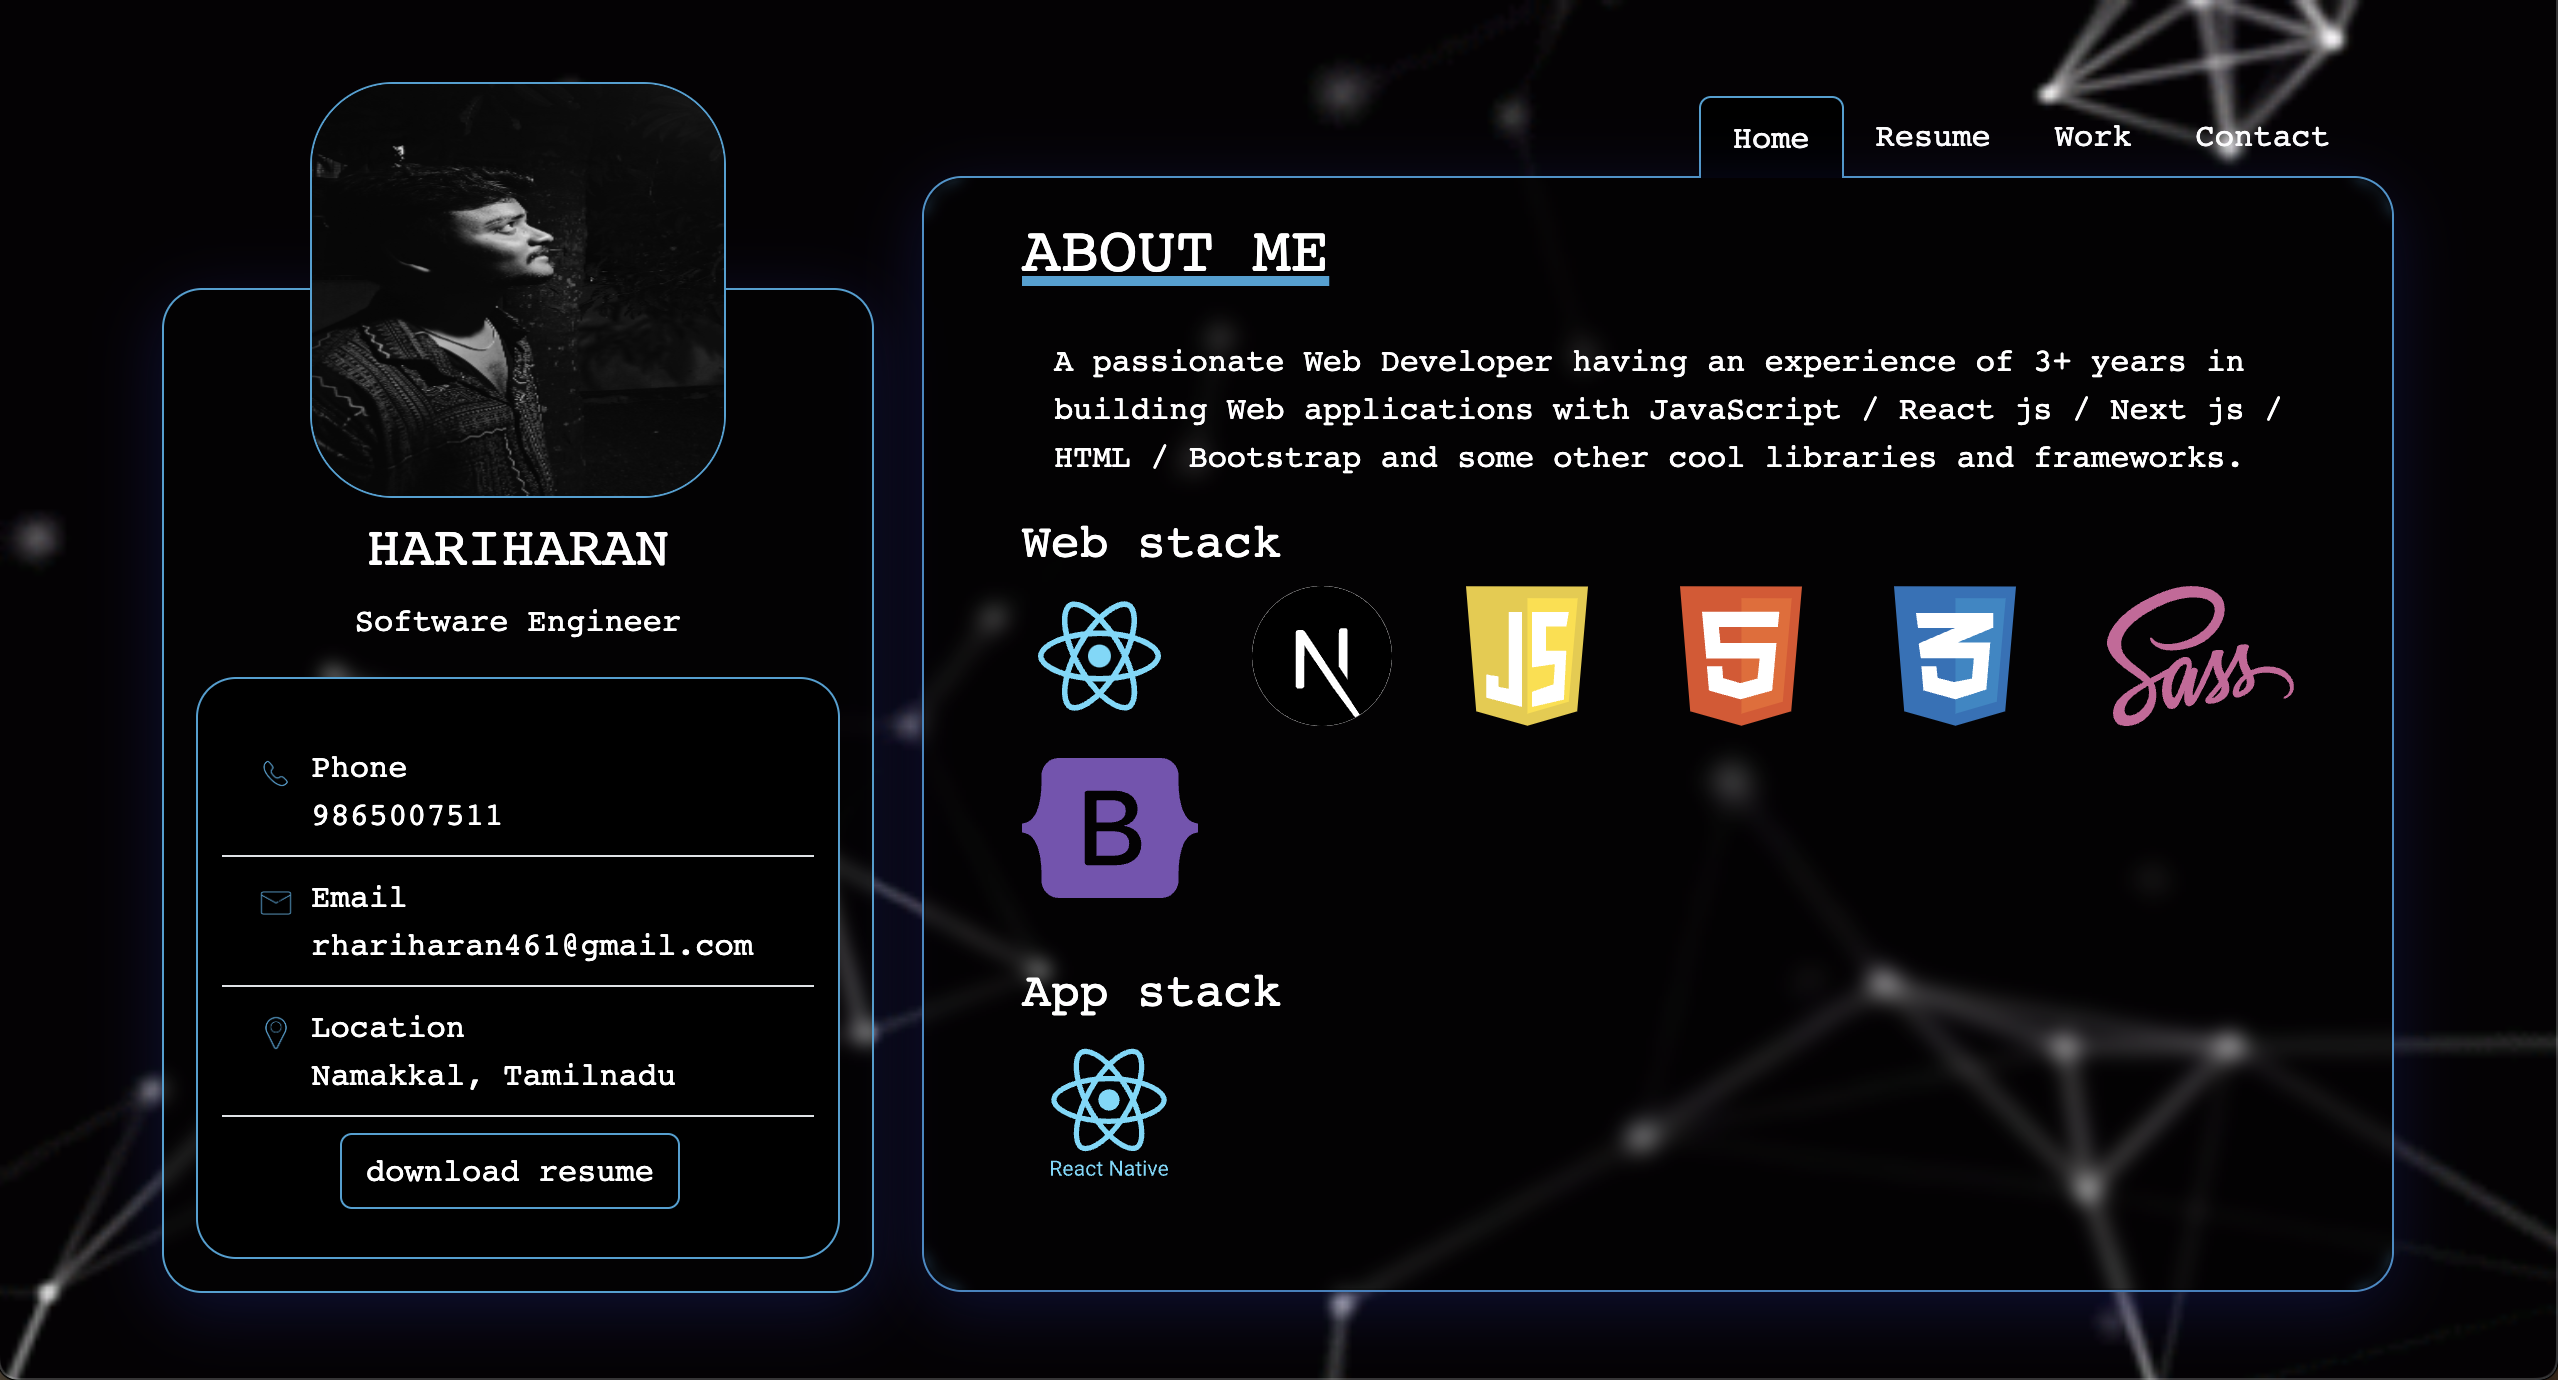 Home Resume Work Contact
HARIHARAN
Software Engineer
Phone
9865007511
Email
rhariharan461@gmail.com
Location
Namakkal, Tamilnadu
download resume
ABOUT ME
A passionate Web Developer having an experience of 3+ years in
building Web applications with JavaScript / React js / Next js /
HTML / Bootstrap and some other cool libraries and frameworks.
Web stack
N JS 5 3 Sass
B
App stack
React Native